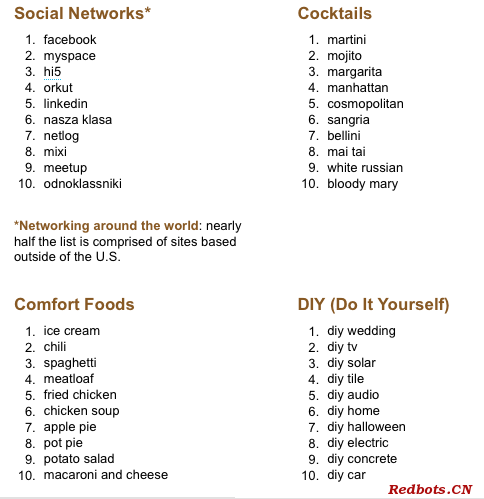 Social Networks*
1. facebook
2. myspace
3. hi5
4. orkut
5. linkedin
6. nasza klasa
7. netlog
8. mixi
9. meetup
10. odnoklassniki
*Networking around the world: nearly
half the list is comprised of sites based
outside of the U.S.
Cocktails
1. martini
2. mojito
3. margarita
4. manhattan
5. cosmopolitan
6. sangria
7. bellini
8. mai tai
9. white russian
10. bloody mary
Comfort Foods
1. ice cream
2. chili
3. spaghetti
4. meatloaf
5. fried chicken
6. chicken soup
7. apple pie
8. pot pie
9. potato salad
10. macaroni and cheese
DIY (Do It Yourself)
1. diy wedding
2. diy tv
3. diy solar
4. diy tile
5. diy audio
6. diy home
7. diy halloween
8. diy electric
9. diy concrete
10. diy car
Redbots.CN